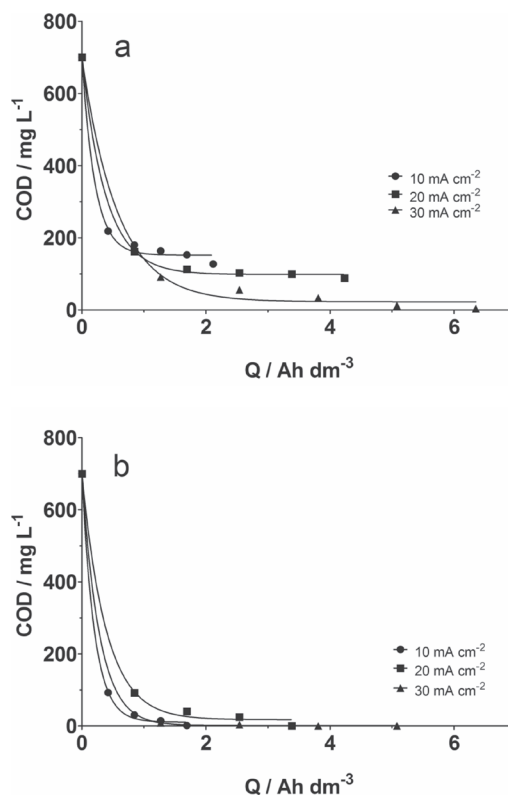 a
800
600
400
200
0
COD / mg L⁻¹
10 mA cm⁻²
20 mA cm⁻²
30 mA cm⁻²
0 2 4 6
Q / Ah dm⁻³
b
800
600
400
200
0
COD / mg L⁻¹
10 mA cm⁻²
20 mA cm⁻²
30 mA cm⁻²
0 2 4 6
Q / Ah dm⁻³